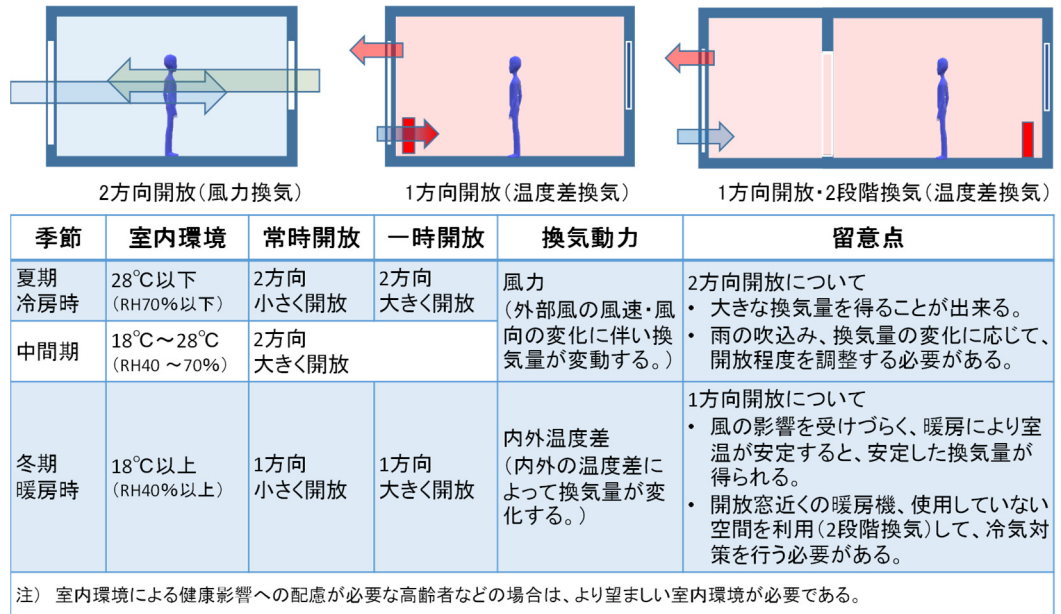 2方向開放(風力換気)
1方向開放(温度差換気)
1方向開放・2段階換気(温度差換気)
季節 室内環境 常時開放 一時開放 換気動力 留意点
夏期
冷房時
28℃以下
(RH70%以下)
2方向
小さく開放
2方向
大きく開放
風力
(外部風の風速・風
向の変化に伴い換
気量が変動する。)
2方向開放について
• 大きな換気量を得ることが出来る。
• 雨の吹込み、換気量の変化に応じて、
開放程度を調整する必要がある。
中間期
18℃~28℃
(RH40 ~70%)
2方向
大きく開放
冬期
暖房時
18℃以上
(RH40%以上)
1方向
小さく開放
1方向
大きく開放
内外温度差
(内外の温度差に
よって換気量が変
化する。)
1方向開放について
• 風の影響を受けづらく、暖房により室
温が安定すると、安定した換気量が
得られる。
• 開放窓近くの暖房機、使用していない
空間を利用(2段階換気)して、冷気対
策を行う必要がある。
注) 室内環境による健康影響への配慮が必要な高齢者などの場合は、より望ましい室内環境が必要である。